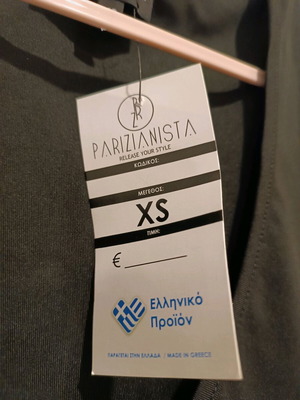 PARIZIANISTA
RELEASE YOUR STYLE
ΚΩΔΙΚΟΣ:
ΜΕΓΕΘΟΣ:
XS
ΤΙΜΗ:
€
Ελληνικό
Προϊόν
ΠΑΡΑΓΕΤΑΙ ΣΤΗΝ ΕΛΛΑΔΑ / MADE IN GREECE